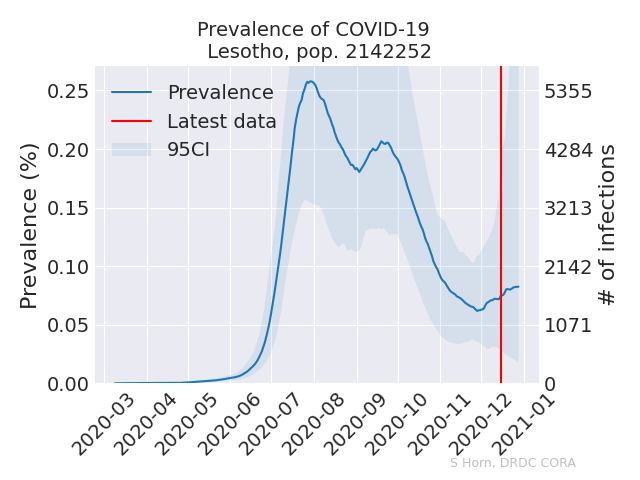 Prevalence of COVID-19
Lesotho, pop. 2142252
Prevalence
Latest data
95CI
Prevalence (%)
0.25
0.20
0.15
0.10
0.05
0.00
5355
4284
3213
2142
1071
0
# of infections
2020-03
2020-04
2020-05
2020-06
2020-07
2020-08
2020-09
2020-10
2020-11
2020-12
2021-01
S Horn, DRDC CORA